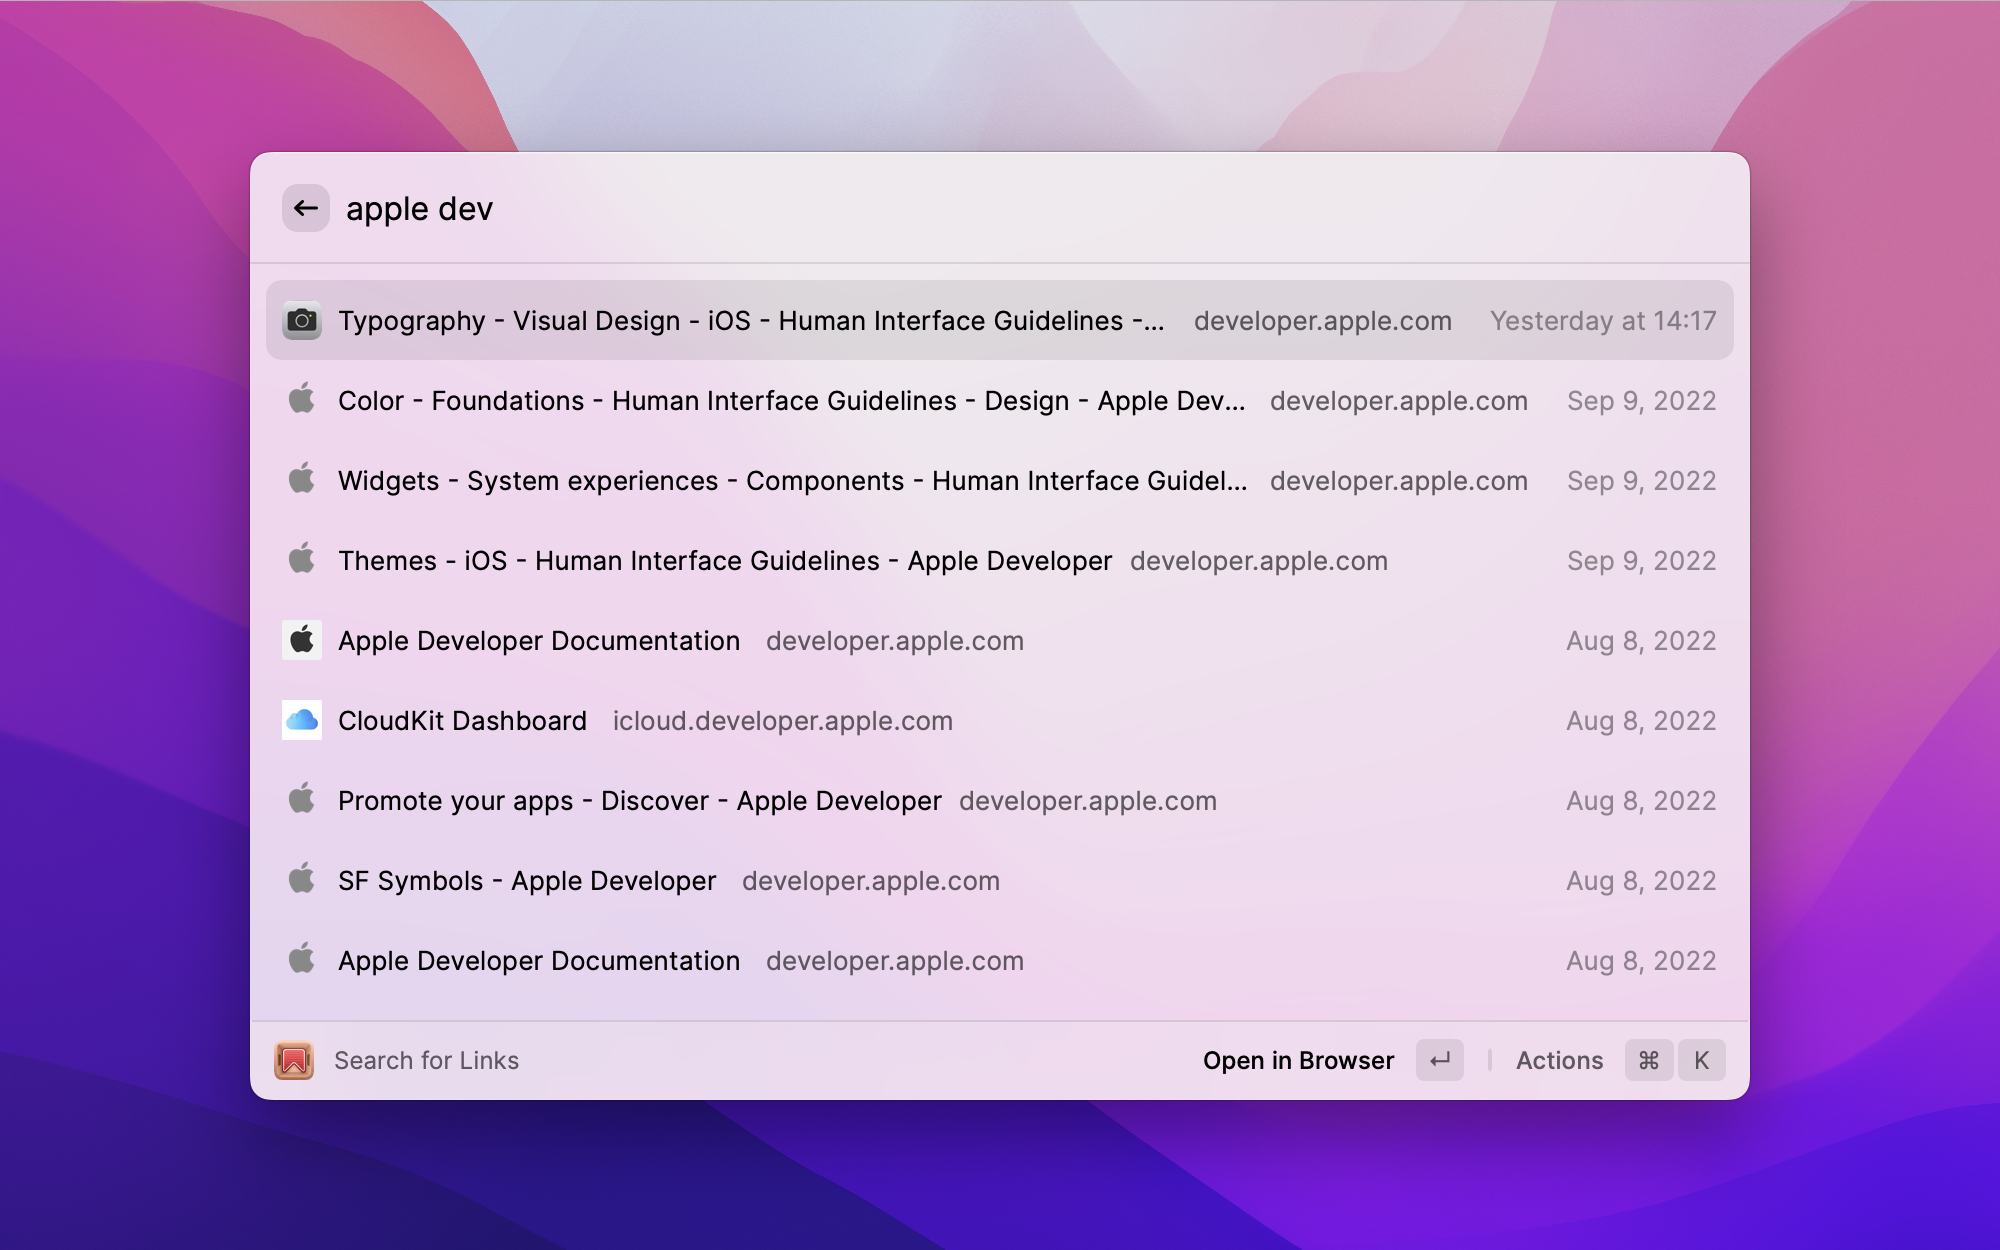 apple dev
Typography - Visual Design - iOS - Human Interface Guidelines -... developer.apple.com Yesterday at 14:17
Color - Foundations - Human Interface Guidelines - Design - Apple Dev... developer.apple.com Sep 9, 2022
Widgets - System experiences - Components - Human Interface Guidel... developer.apple.com Sep 9, 2022
Themes - iOS - Human Interface Guidelines - Apple Developer developer.apple.com Sep 9, 2022
Apple Developer Documentation developer.apple.com Aug 8, 2022
CloudKit Dashboard icloud.developer.apple.com Aug 8, 2022
Promote your apps - Discover - Apple Developer developer.apple.com Aug 8, 2022
SF Symbols - Apple Developer developer.apple.com Aug 8, 2022
Apple Developer Documentation developer.apple.com Aug 8, 2022
Search for Links Open in Browser ↵ Actions ⌘ K